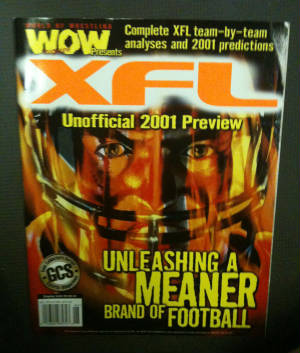 WORLD OF WRESTLING
WOW
Presents
Complete XFL team-by-team
analyses and 2001 predictions
XFL
Unofficial 2001 Preview
GCS
UNLEASHING A
MEANER
BRAND OF FOOTBALL